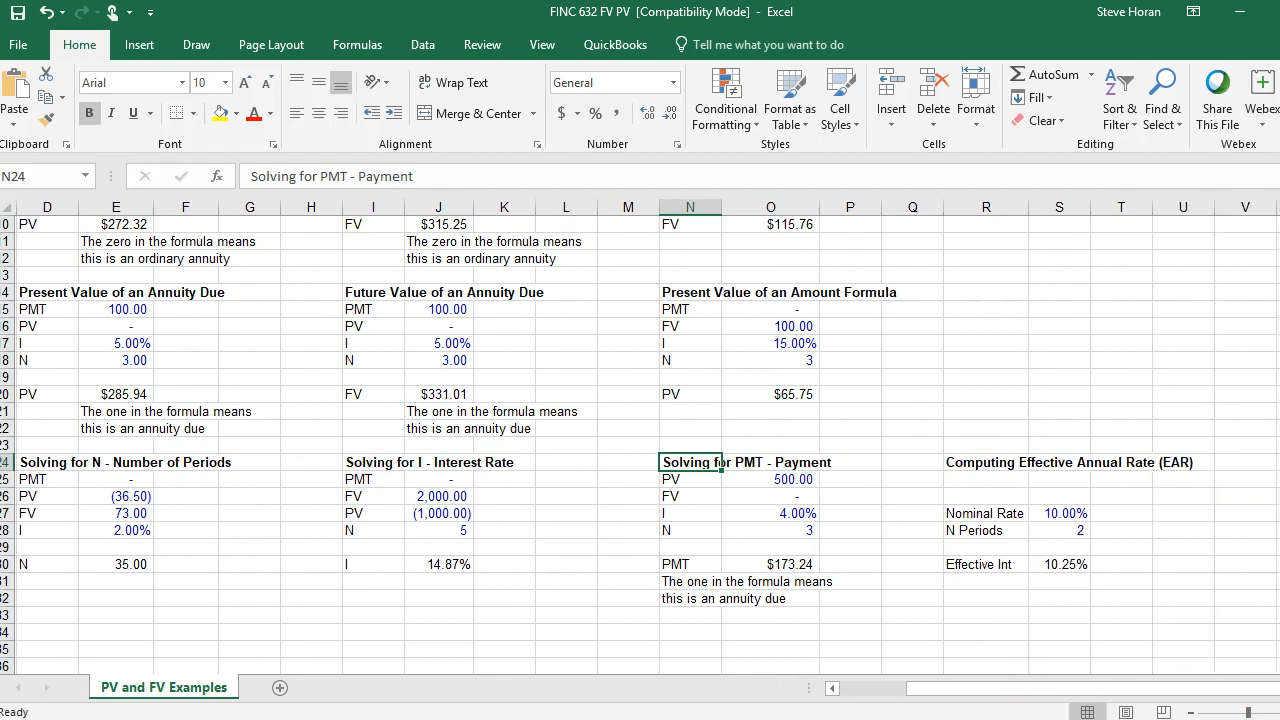 FINC 632 FV PV [Compatibility Mode] - Excel
Steve Horan
File Home Insert Draw Page Layout Formulas Data Review View QuickBooks Tell me what you want to do
Paste
Arial 10
Wrap Text
General
Conditional Formatting
Format as Table
Cell Styles
Insert
Delete
Format
AutoSum
Fill
Clear
Sort & Filter
Find & Select
Share This File
B I U
Merge & Center
$ % ,
Clipboard Font Alignment Number Styles Cells Editing Webex
N24 fx Solving for PMT - Payment
D E F G H I J K L M N O P Q R S T U V
PV $272.32 FV $315.25 FV $115.76
The zero in the formula means The zero in the formula means
this is an ordinary annuity this is an ordinary annuity
Present Value of an Annuity Due Future Value of an Annuity Due Present Value of an Amount Formula
PMT 100.00 PMT 100.00 PMT -
PV - PV - FV 100.00
I 5.00% I 5.00% I 15.00%
N 3.00 N 3.00 N 3
PV $285.94 FV $331.01 PV $65.75
The one in the formula means The one in the formula means
this is an annuity due this is an annuity due
Solving for N - Number of Periods Solving for I - Interest Rate Solving for PMT - Payment Computing Effective Annual Rate (EAR)
PMT - PMT - PV 500.00
PV (36.50) FV 2,000.00 FV -
FV 73.00 PV (1,000.00) I 4.00% Nominal Rate 10.00%
I 2.00% N 5 N 3 N Periods 2
N 35.00 I 14.87% PMT $173.24 Effective Int 10.25%
The one in the formula means
this is an annuity due
PV and FV Examples